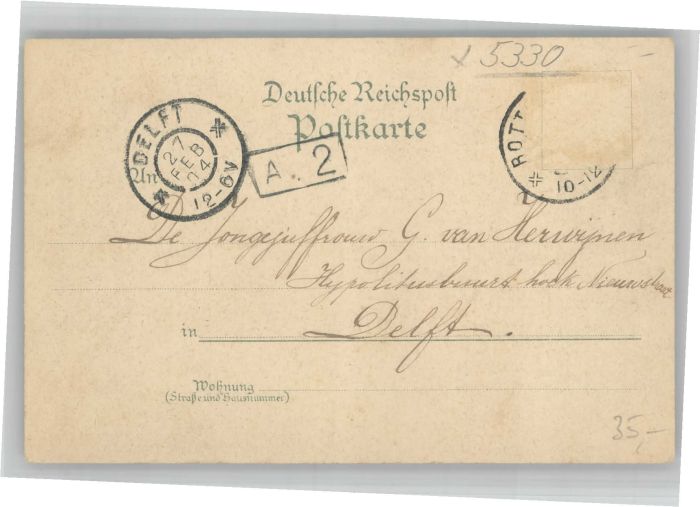 x 5330
Deutsche Reichspost
Postkarte
DELFT
27
FEB
04
12-6V
A. 2
ROTT
10-12
An
De Jongejuffrouw G. van Herwijnen
Hypolitusbuurt hoek Nieuwstraat
in Delft.
Wohnung
(Straße und Hausnummer)
35,-